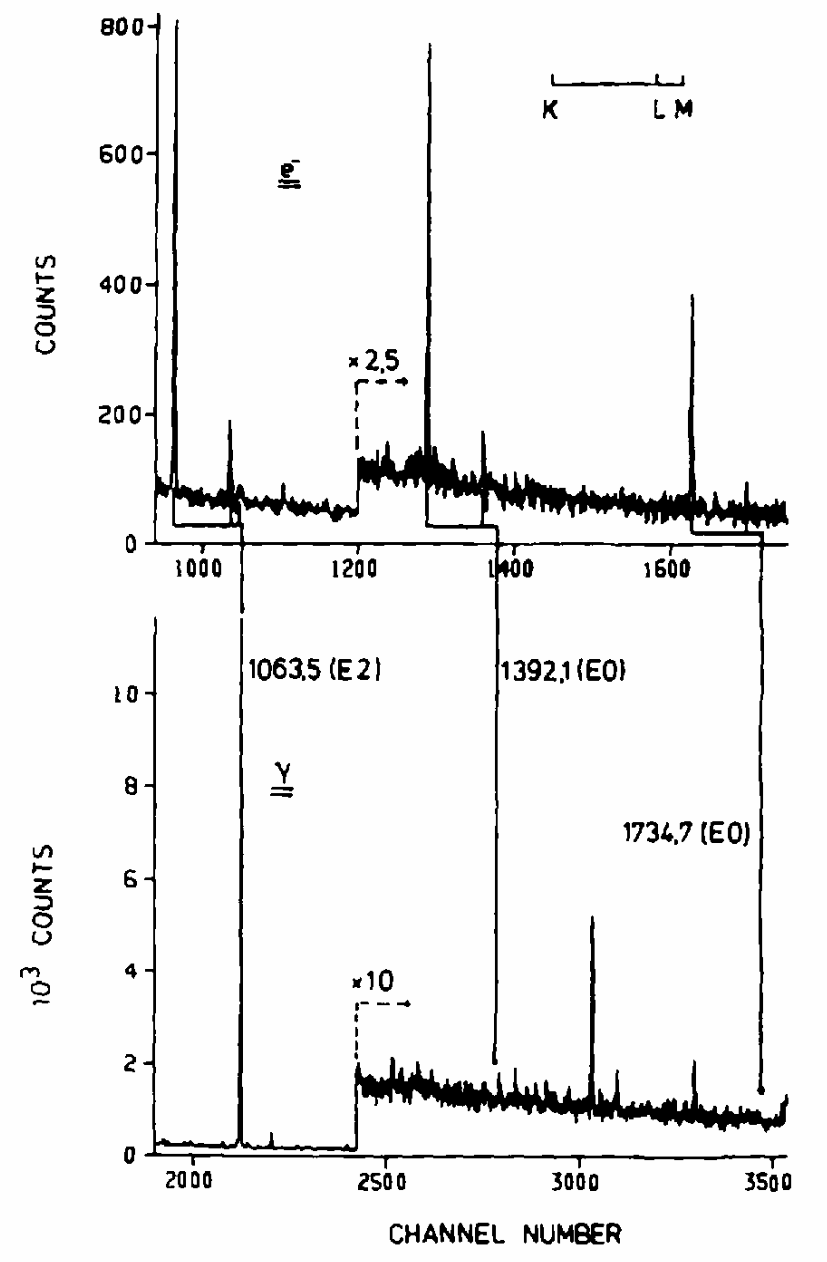 800
K L M
600
e⁻
COUNTS
400
×2,5
200
0
1000 1200 1400 1600
1063,5 (E2) 1392,1 (E0)
10
γ
8
1734,7 (E0)
6
10³ COUNTS
4
×10
2
0
2000 2500 3000 3500
CHANNEL NUMBER